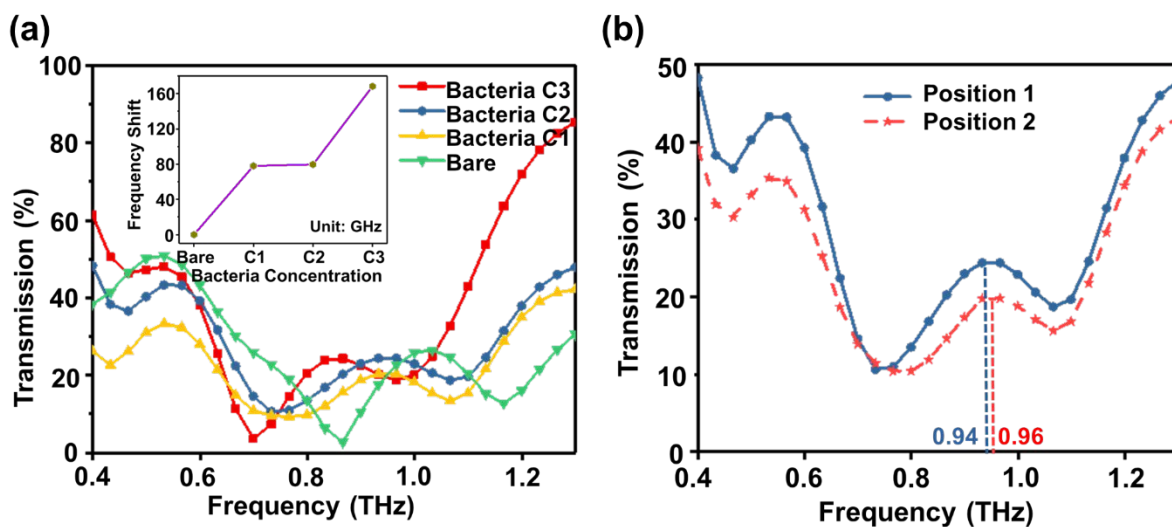 (a)
100
80
60
40
20
0
Transmission (%)
0.4
0.6
0.8
1.0
1.2
Frequency (THz)
Bacteria C3
Bacteria C2
Bacteria C1
Bare
160
120
80
40
0
Frequency Shift
Unit: GHz
Bare
C1
C2
C3
Bacteria Concentration
(b)
50
40
30
20
10
0
Transmission (%)
Position 1
Position 2
0.94
0.96
0.4
0.6
0.8
1.0
1.2
Frequency (THz)